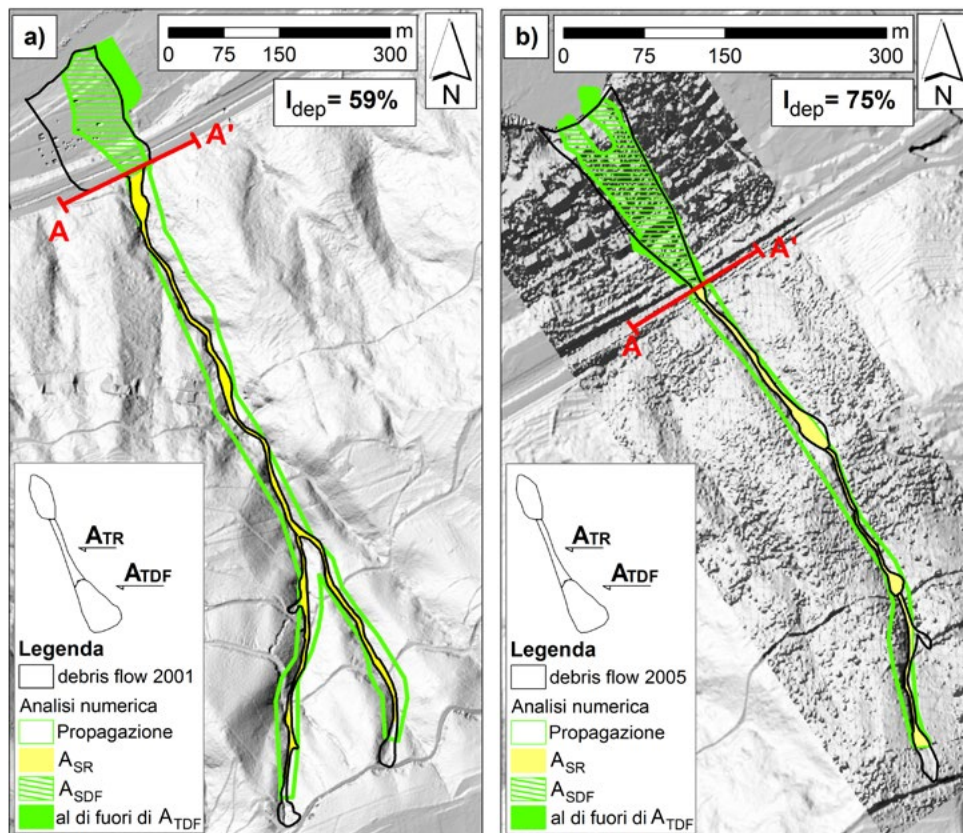 a)
m
0 75 150 300
I_dep = 59%
N
A'
A
A_TR
A_TDF
Legenda
debris flow 2001
Analisi numerica
Propagazione
A_SR
A_SDF
al di fuori di A_TDF
b)
m
0 75 150 300
I_dep = 75%
N
A'
A
A_TR
A_TDF
Legenda
debris flow 2005
Analisi numerica
Propagazione
A_SR
A_SDF
al di fuori di A_TDF